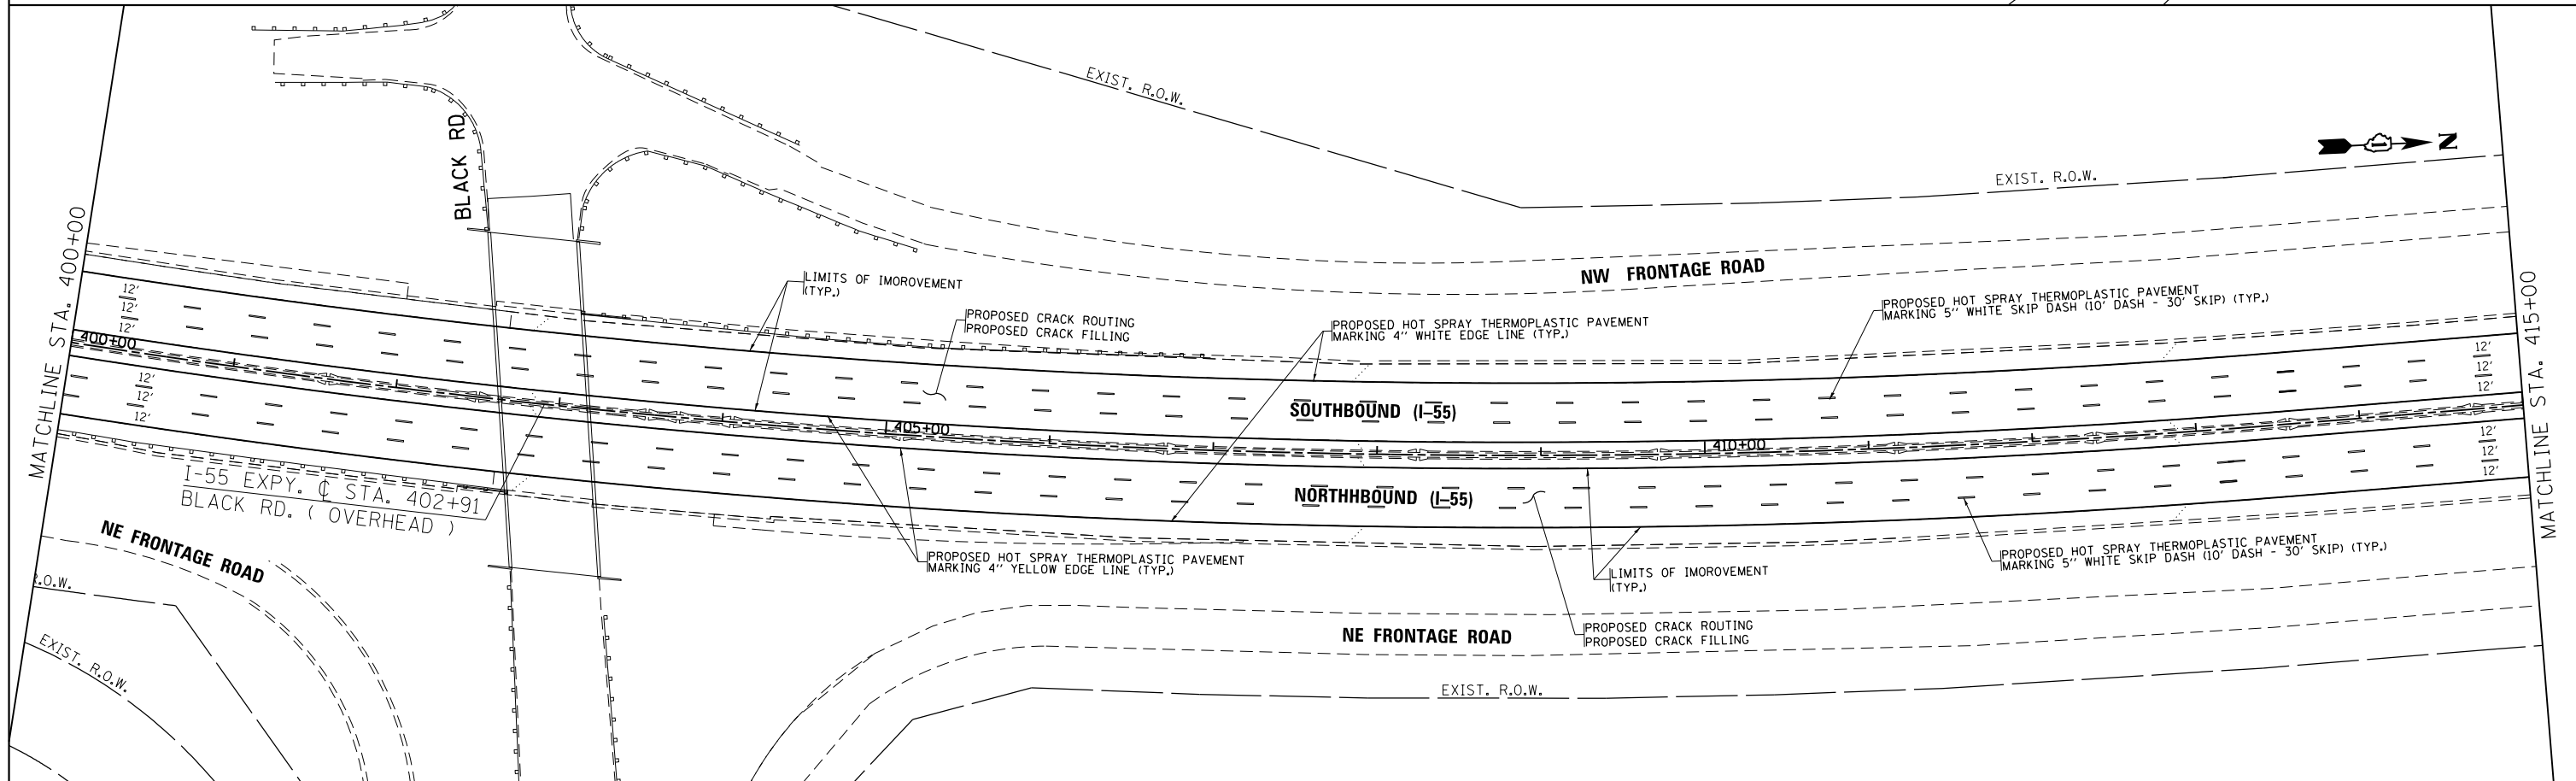 EXIST. R.O.W.
BLACK RD
N
EXIST. R.O.W.
MATCHLINE STA. 400+00
NW FRONTAGE ROAD
LIMITS OF IMOROVEMENT
(TYP.)
PROPOSED CRACK ROUTING
PROPOSED CRACK FILLING
PROPOSED HOT SPRAY THERMOPLASTIC PAVEMENT
MARKING 4" WHITE EDGE LINE (TYP.)
PROPOSED HOT SPRAY THERMOPLASTIC PAVEMENT
MARKING 5" WHITE SKIP DASH (10' DASH - 30' SKIP) (TYP.)
MATCHLINE STA. 415+00
12'
12'
12'
400+00
12'
12'
12'
12'
12'
12'
SOUTHBOUND (I-55)
405+00
410+00
12'
12'
12'
NORTHHBOUND (I-55)
I-55 EXPY. ℄ STA. 402+91
BLACK RD. ( OVERHEAD )
NE FRONTAGE ROAD
PROPOSED HOT SPRAY THERMOPLASTIC PAVEMENT
MARKING 4" YELLOW EDGE LINE (TYP.)
LIMITS OF IMOROVEMENT
(TYP.)
PROPOSED HOT SPRAY THERMOPLASTIC PAVEMENT
MARKING 5" WHITE SKIP DASH (10' DASH - 30' SKIP) (TYP.)
R.O.W.
NE FRONTAGE ROAD
PROPOSED CRACK ROUTING
PROPOSED CRACK FILLING
EXIST. R.O.W.
EXIST. R.O.W.